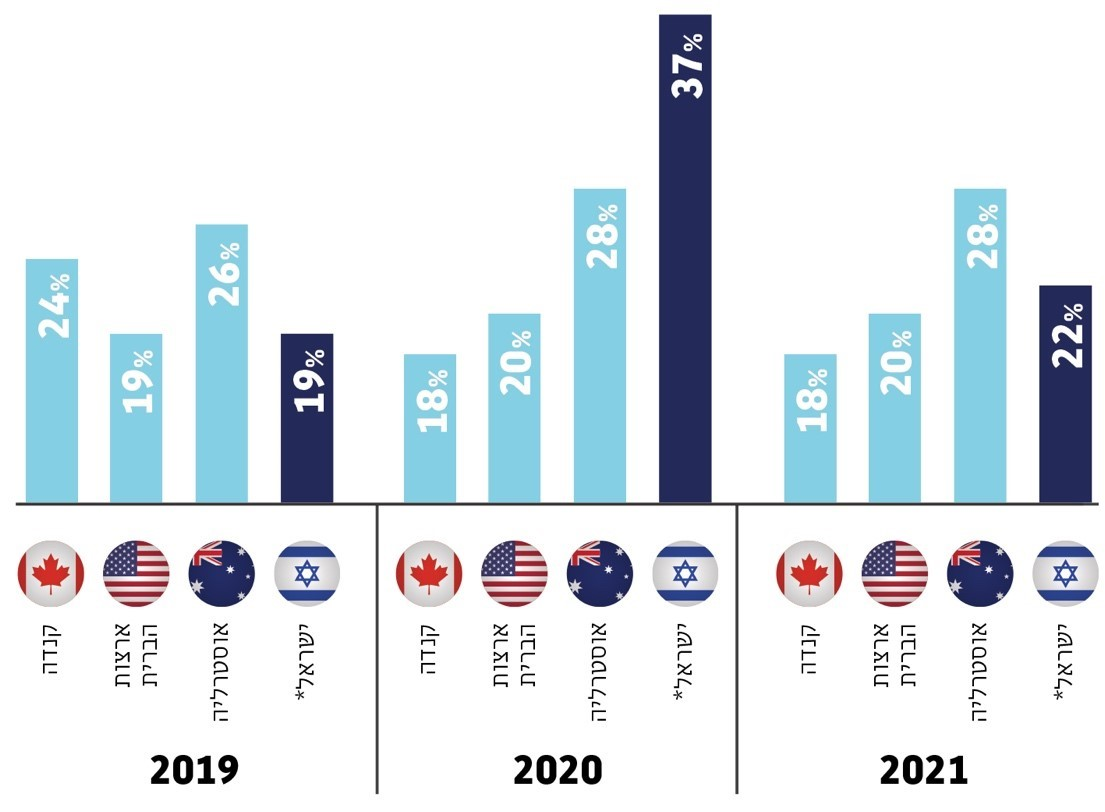 24%
19%
26%
19%
18%
20%
28%
37%
18%
20%
28%
22%
קנדה
ארצות
הברית
אוסטרליה
ישראל*
קנדה
ארצות
הברית
אוסטרליה
ישראל*
קנדה
ארצות
הברית
אוסטרליה
ישראל*
2019
2020
2021